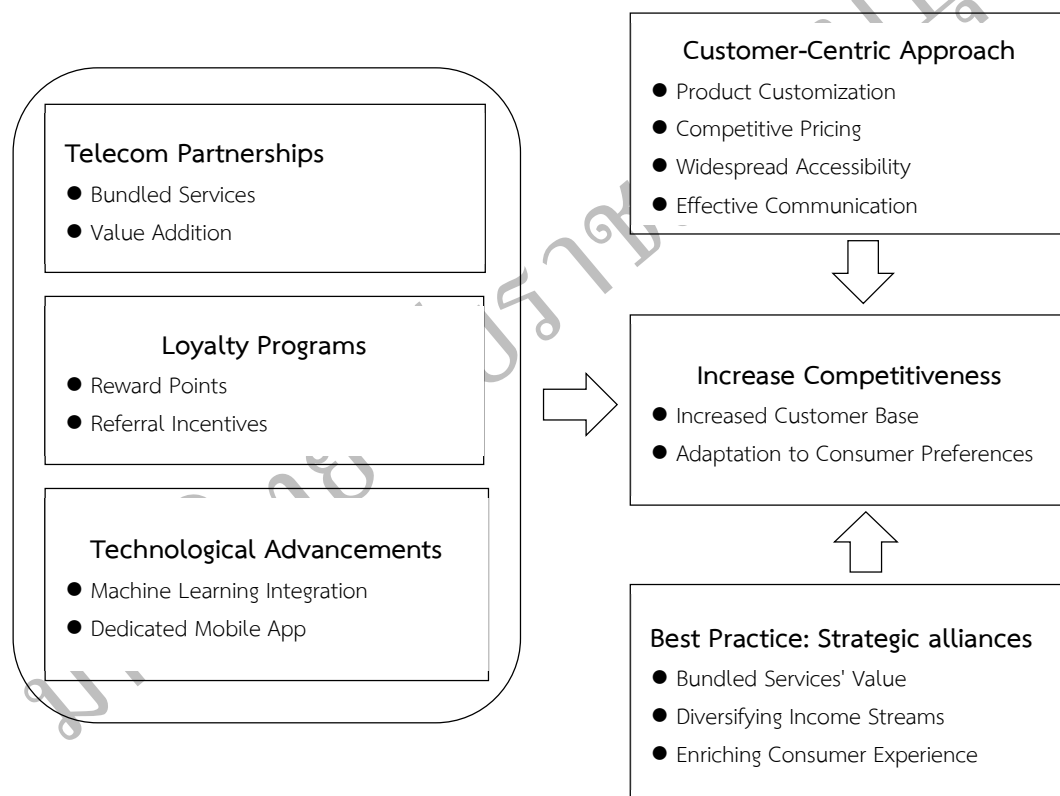 Telecom Partnerships
● Bundled Services
● Value Addition
Loyalty Programs
● Reward Points
● Referral Incentives
Technological Advancements
● Machine Learning Integration
● Dedicated Mobile App
Customer-Centric Approach
● Product Customization
● Competitive Pricing
● Widespread Accessibility
● Effective Communication
Increase Competitiveness
● Increased Customer Base
● Adaptation to Consumer Preferences
Best Practice: Strategic alliances
● Bundled Services' Value
● Diversifying Income Streams
● Enriching Consumer Experience